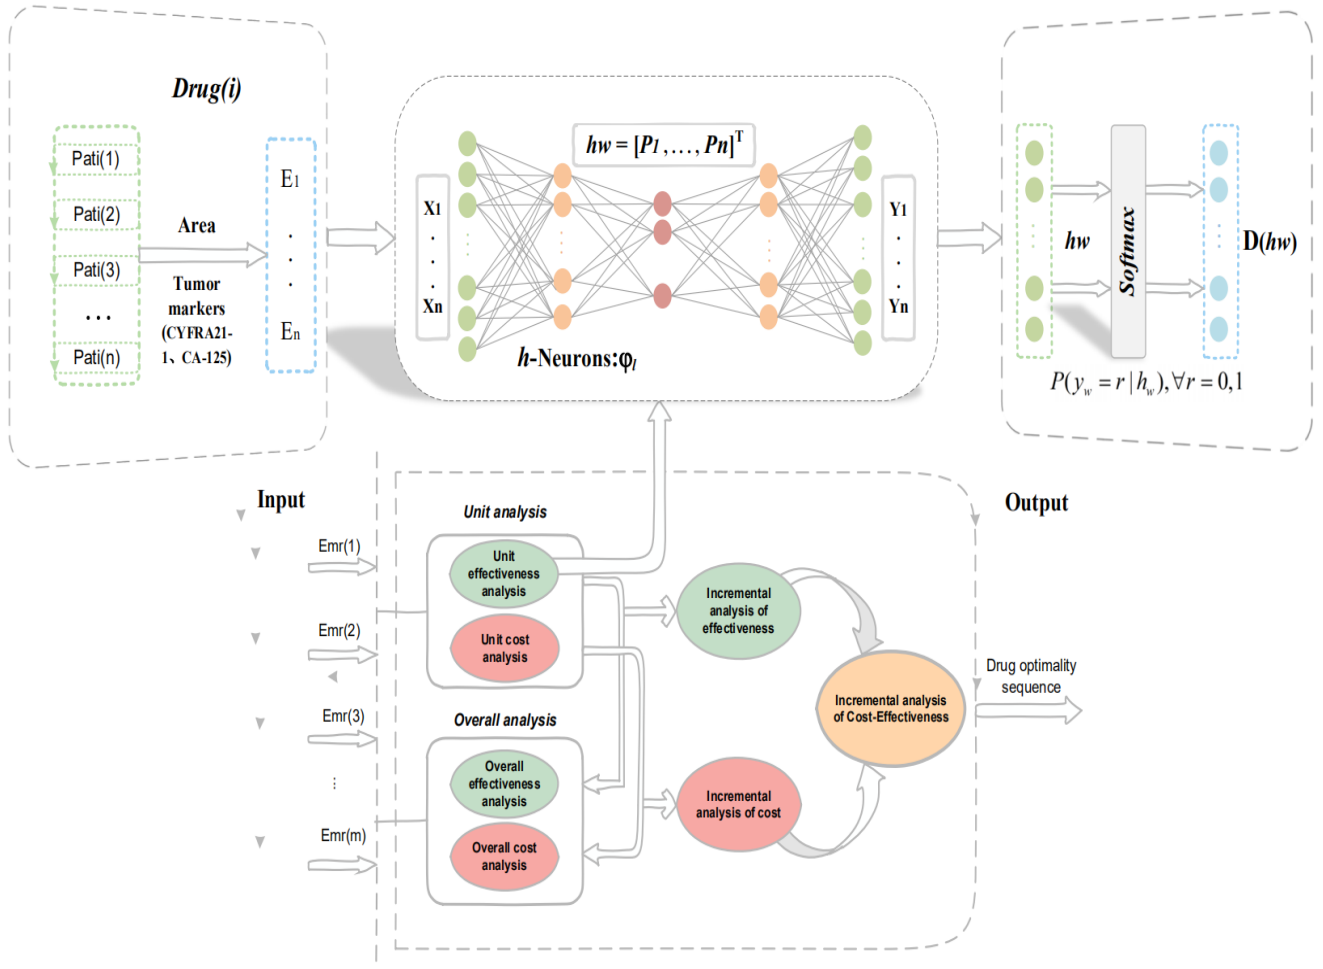 Drug(i)
Pati(1)
Pati(2)
Pati(3)
...
Pati(n)
Area
Tumor
markers
(CYFRA21-
1、CA-125)
E1
.
.
.
En
hw = [P1 ,…, Pn]T
X1
.
.
.
Xn
Y1
.
.
.
Yn
h-Neurons:φl
hw
Softmax
D(hw)
P(yw = r | hw),∀r = 0,1
Input
Emr(1)
Emr(2)
Emr(3)
...
Emr(m)
Unit analysis
Unit
effectiveness
analysis
Unit cost
analysis
Overall analysis
Overall
effectiveness
analysis
Overall cost
analysis
Incremental
analysis of
effectiveness
Incremental
analysis of cost
Incremental analysis
of Cost-Effectiveness
Output
Drug optimality
sequence